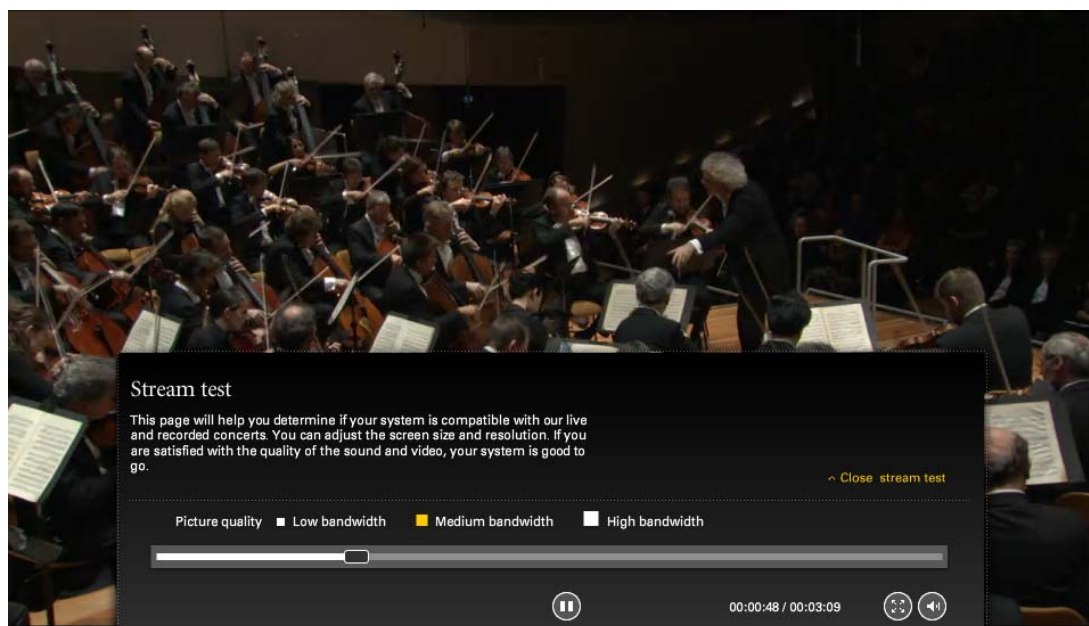 Stream test
This page will help you determine if your system is compatible with our live
and recorded concerts. You can adjust the screen size and resolution. If you
are satisfied with the quality of the sound and video, your system is good to
go.
^ Close stream test
Picture quality Low bandwidth Medium bandwidth High bandwidth
00:00:48 / 00:03:09